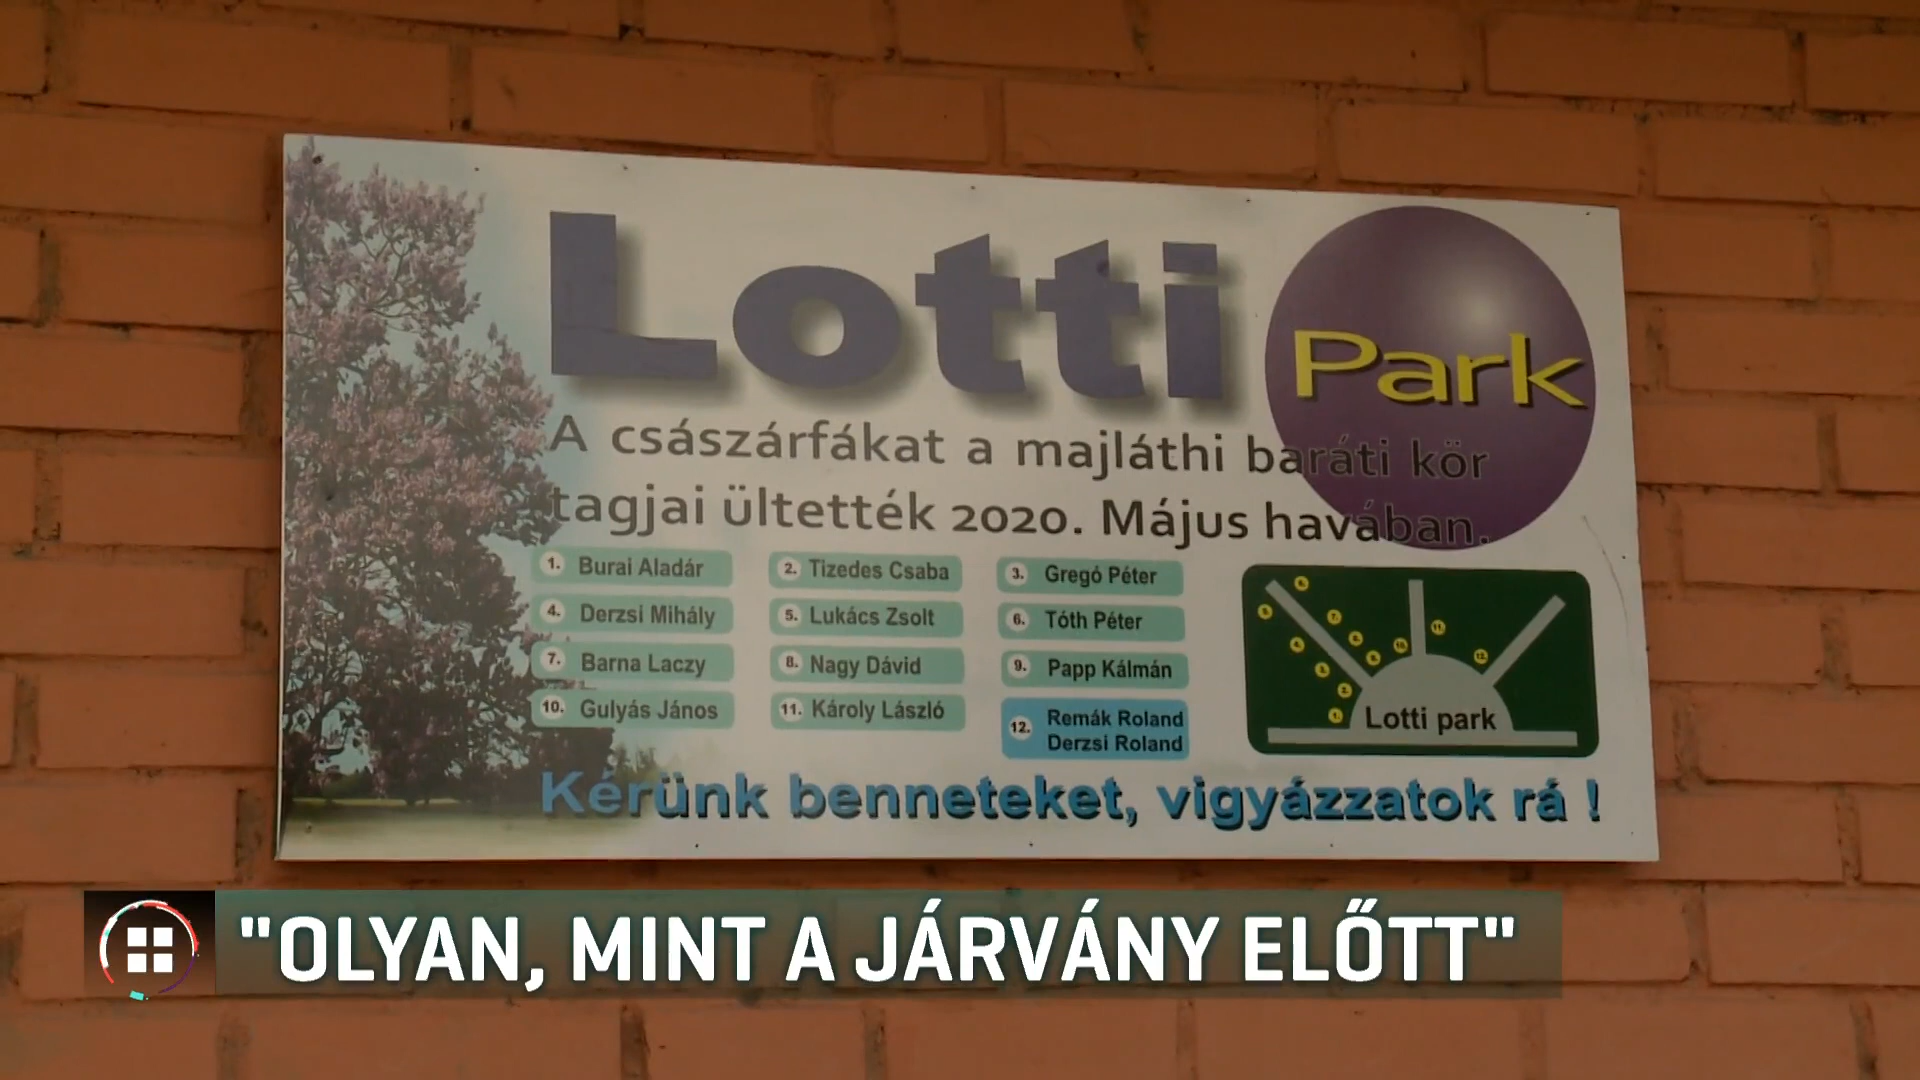 Lotti Park
A császárfákat a majláthi baráti kör
tagjai ültették 2020. Május havában.
1. Burai Aladár
2. Tizedes Csaba
3. Gregó Péter
4. Derzsi Mihály
5. Lukács Zsolt
6. Tóth Péter
7. Barna Laczy
8. Nagy Dávid
9. Papp Kálmán
10. Gulyás János
11. Károly László
12. Remák Roland
Derzsi Roland
Lotti park
Kérünk benneteket, vigyázzatok rá !
"OLYAN, MINT A JÁRVÁNY ELŐTT"